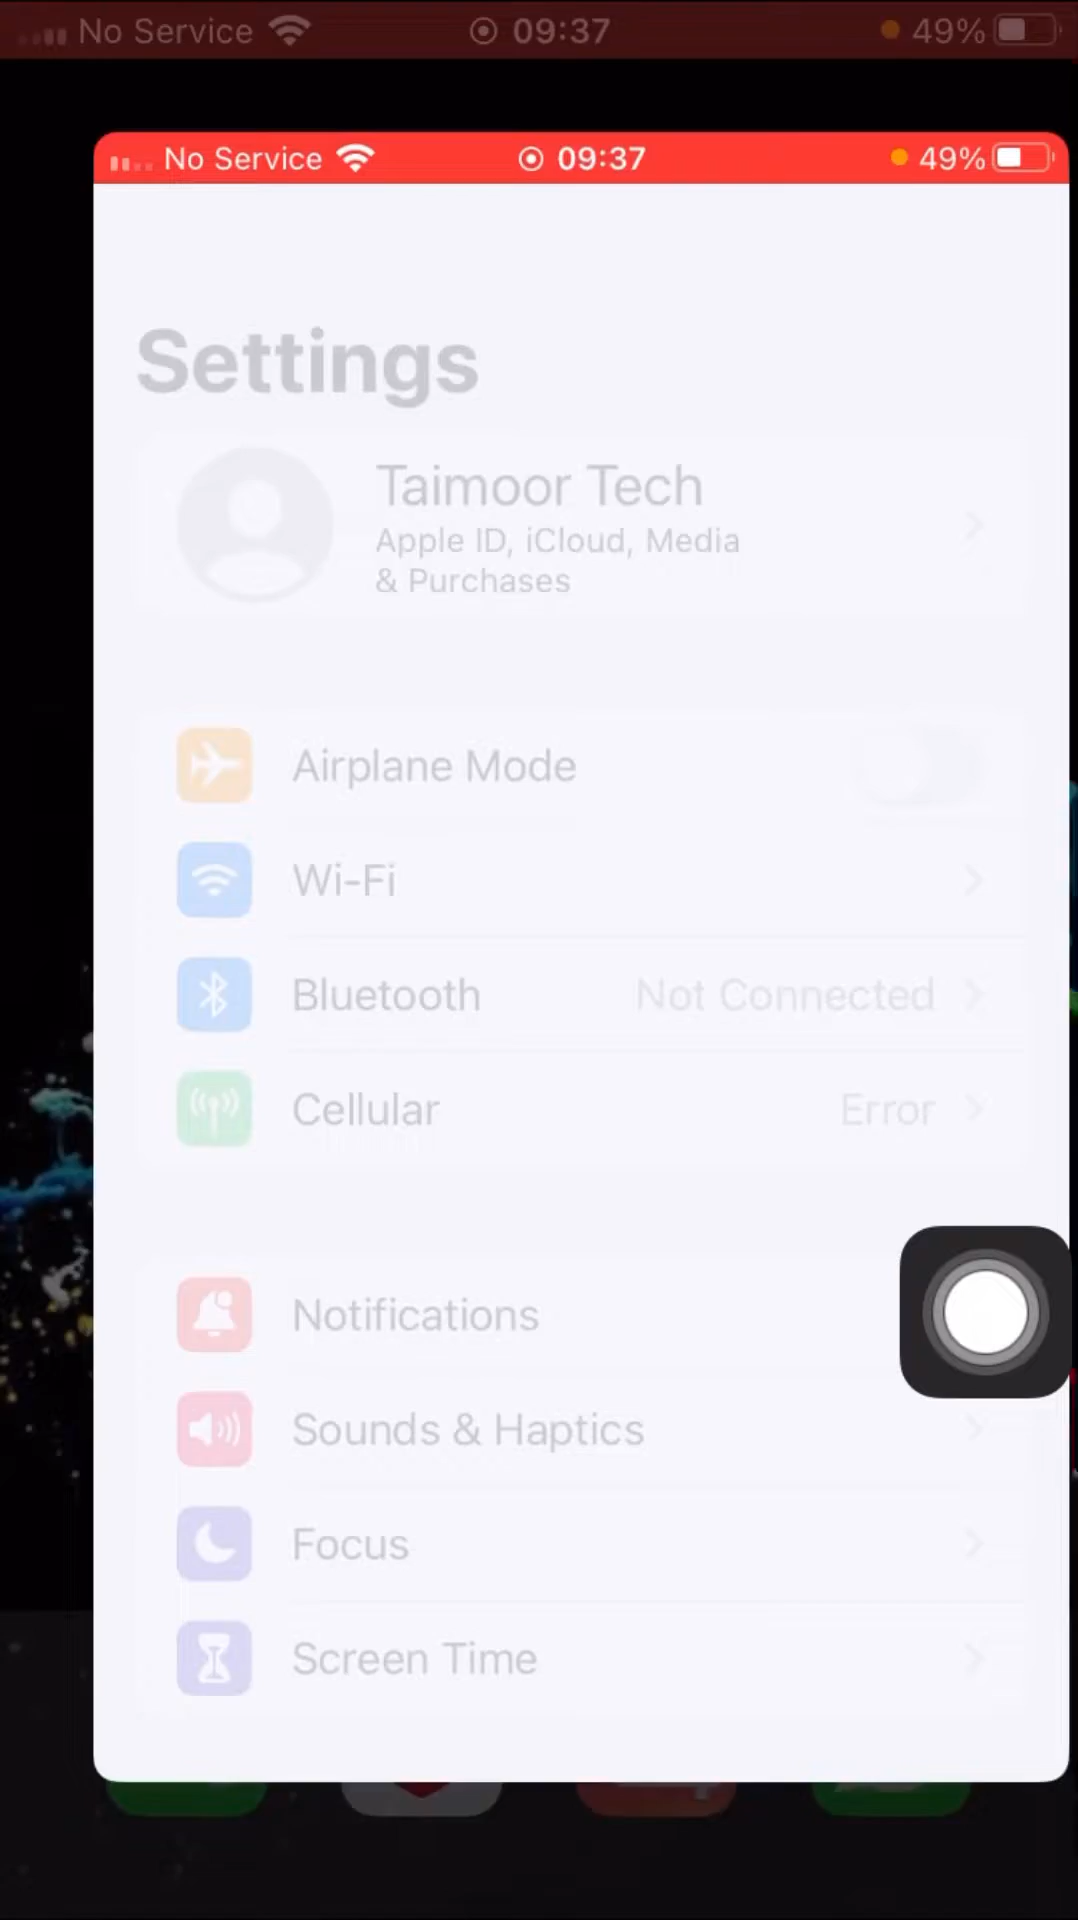 No Service 09:37 49%
No Service 09:37 49%
Settings
Taimoor Tech
Apple ID, iCloud, Media
& Purchases
Airplane Mode
Wi-Fi
Bluetooth Not Connected
Cellular Error
Notifications
Sounds & Haptics
Focus
Screen Time